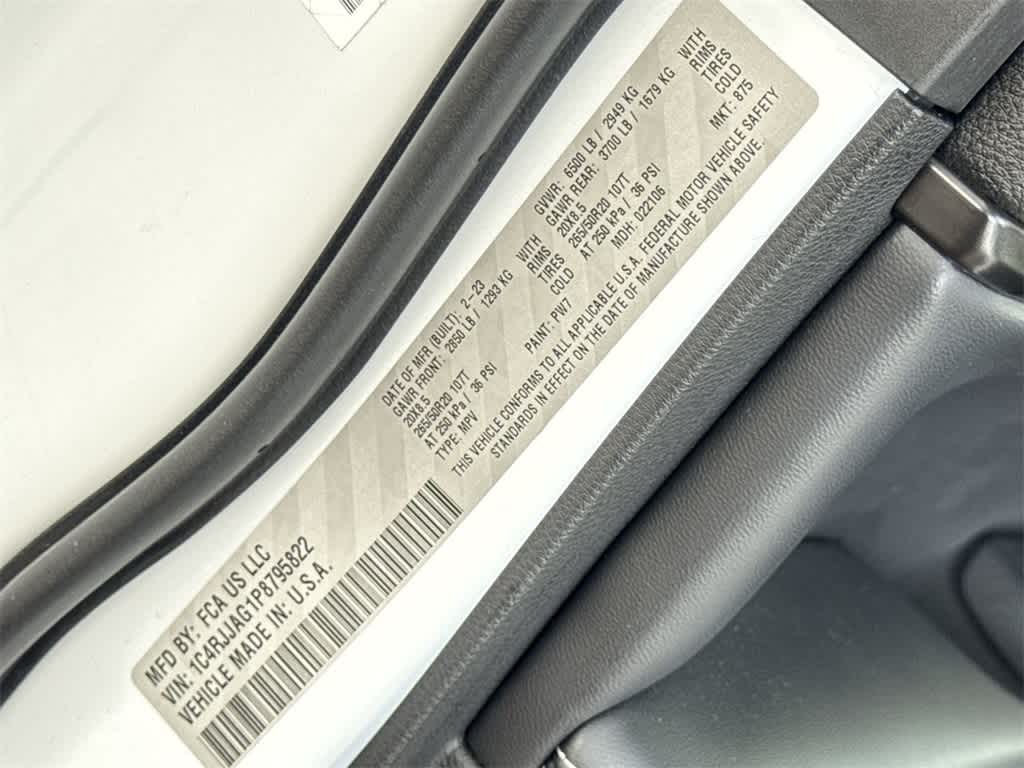 MFD BY: FCA US LLC
VIN: 1C4RJJAG1P8795822
VEHICLE MADE IN: U.S.A.
DATE OF MFR (BUILT): 2-23
GAWR FRONT: 2850 LB / 1293 KG WITH
20X8.5 RIMS
265/50R20 107T TIRES
AT 250 kPa / 36 PSI COLD
TYPE: MPV PAINT: PW7
GVWR: 6500 LB / 2949 KG
GAWR REAR: 3700 LB / 1679 KG WITH
20X8.5 RIMS
265/50R20 107T TIRES
AT 250 kPa / 36 PSI COLD
MDH: 022106 MKT: 875
THIS VEHICLE CONFORMS TO ALL APPLICABLE U.S.A. FEDERAL MOTOR VEHICLE SAFETY
STANDARDS IN EFFECT ON THE DATE OF MANUFACTURE SHOWN ABOVE.